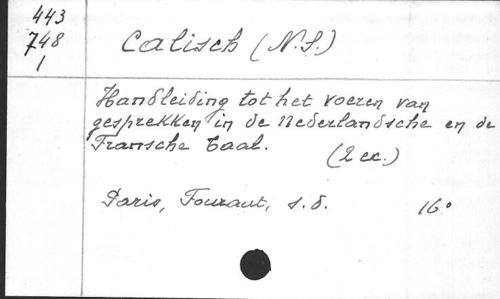 443
748
1
Calisch (N.S.)
Handleiding tot het voeren van
gesprekken in de Nederlandsche en de
Fransche taal.
(2 ex.)
Paris, Fouraut, s.d. 16°